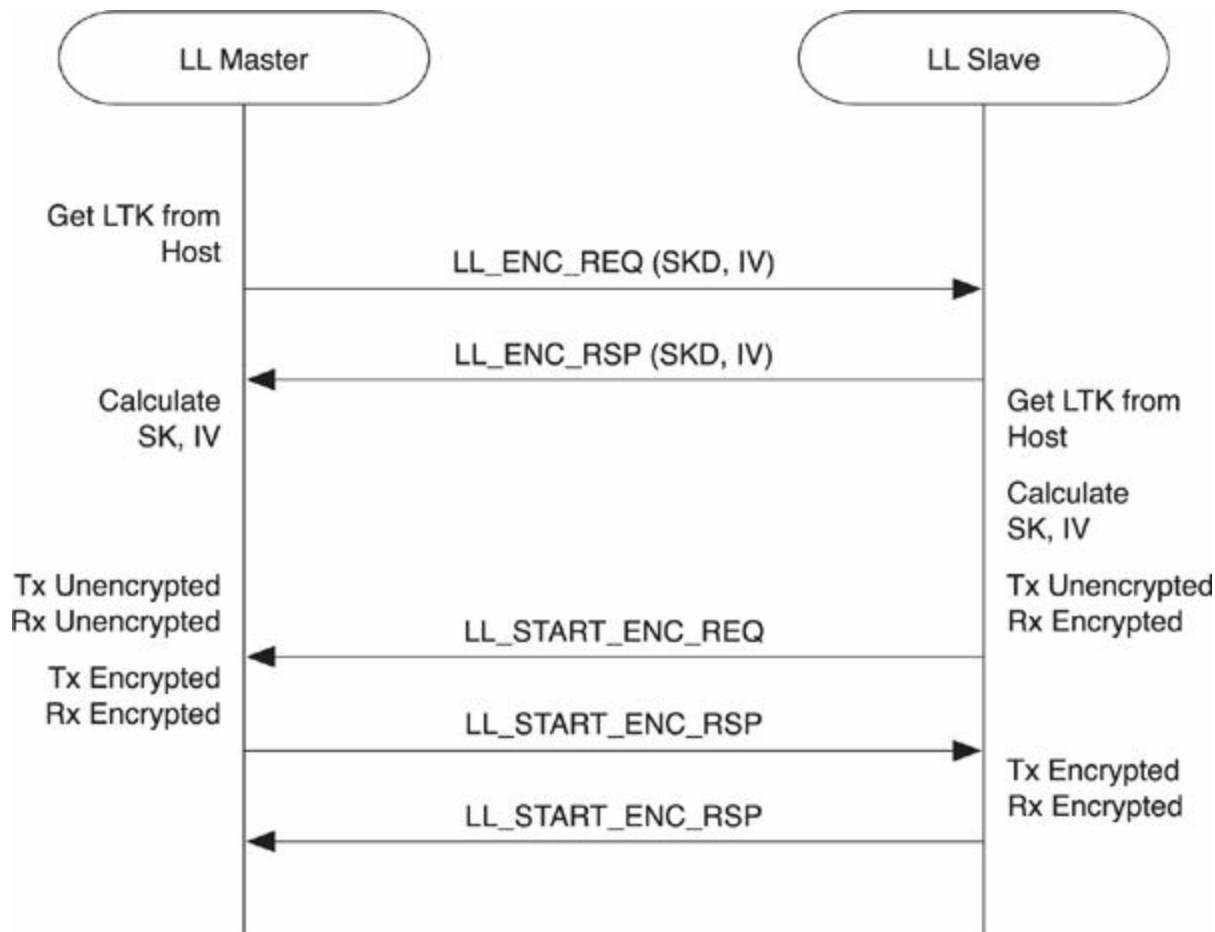 LL Master
LL Slave
Get LTK from
Host
LL_ENC_REQ (SKD, IV)
LL_ENC_RSP (SKD, IV)
Calculate
SK, IV
Get LTK from
Host
Calculate
SK, IV
Tx Unencrypted
Rx Unencrypted
Tx Unencrypted
Rx Encrypted
LL_START_ENC_REQ
Tx Encrypted
Rx Encrypted
LL_START_ENC_RSP
Tx Encrypted
Rx Encrypted
LL_START_ENC_RSP